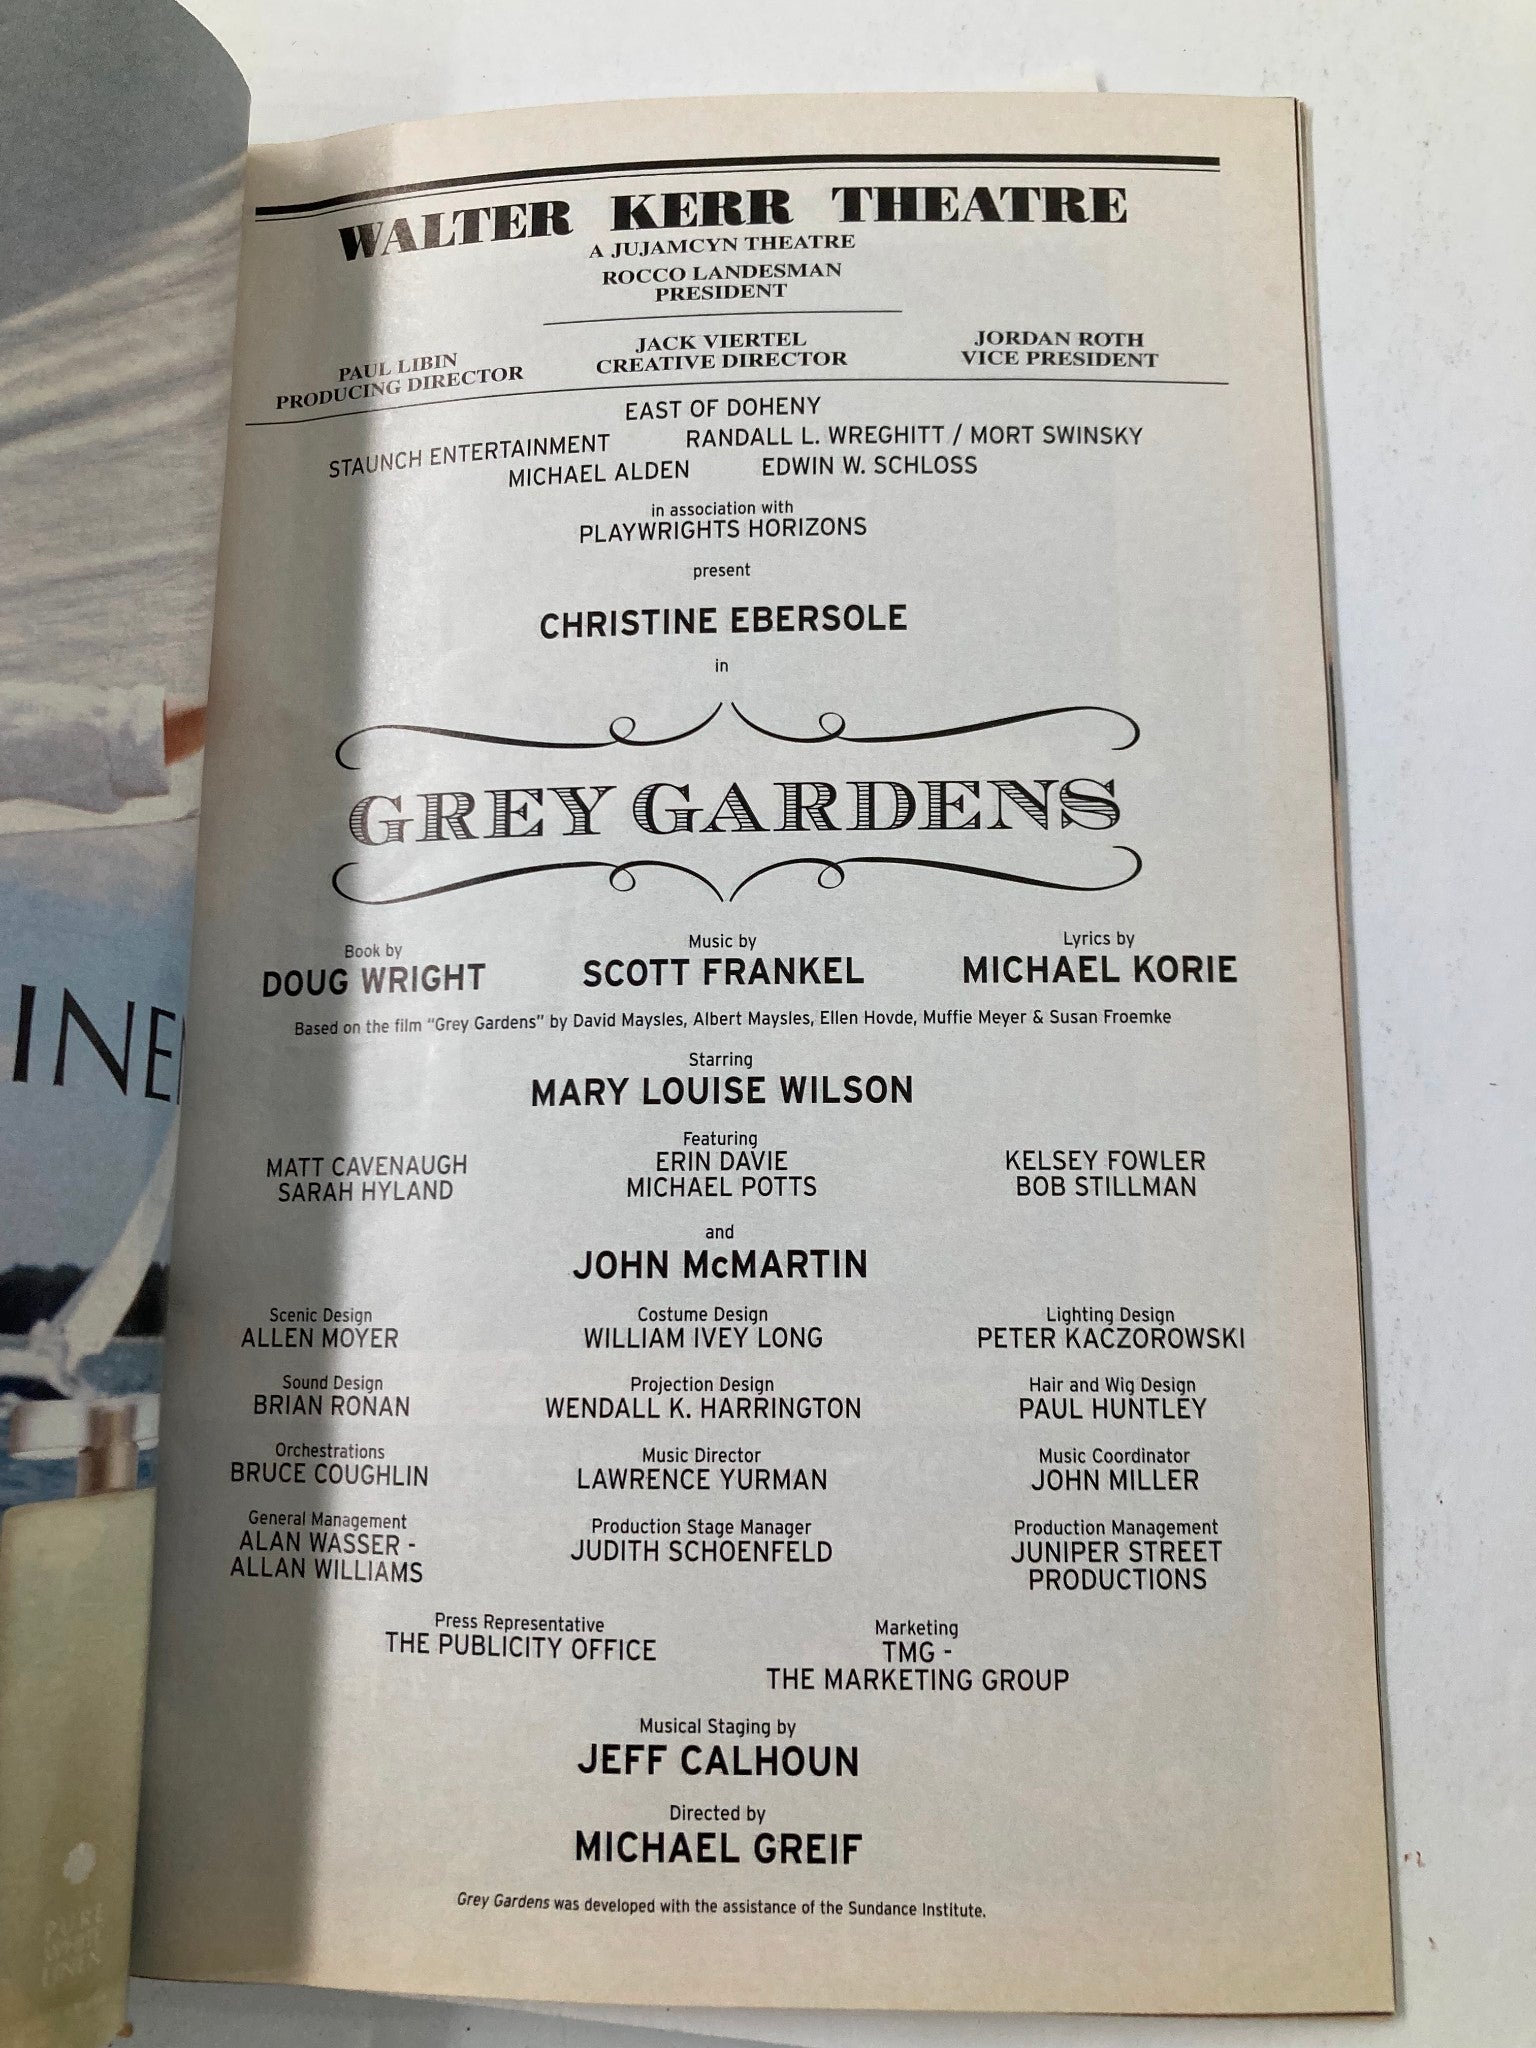 WALTER KERR THEATRE
A JUJAMCYN THEATRE
ROCCO LANDESMAN
PRESIDENT
PAUL LIBIN
PRODUCING DIRECTOR
JACK VIERTEL
CREATIVE DIRECTOR
JORDAN ROTH
VICE PRESIDENT
EAST OF DOHENY
STAUNCH ENTERTAINMENT RANDALL L. WREGHITT / MORT SWINSKY
MICHAEL ALDEN EDWIN W. SCHLOSS
in association with
PLAYWRIGHTS HORIZONS
present
CHRISTINE EBERSOLE
in
GREY GARDENS
Book by
DOUG WRIGHT
Music by
SCOTT FRANKEL
Lyrics by
MICHAEL KORIE
Based on the film "Grey Gardens" by David Maysles, Albert Maysles, Ellen Hovde, Muffie Meyer & Susan Froemke
Starring
MARY LOUISE WILSON
Featuring
MATT CAVENAUGH ERIN DAVIE KELSEY FOWLER
SARAH HYLAND MICHAEL POTTS BOB STILLMAN
and
JOHN McMARTIN
Scenic Design
ALLEN MOYER
Costume Design
WILLIAM IVEY LONG
Lighting Design
PETER KACZOROWSKI
Sound Design
BRIAN RONAN
Projection Design
WENDALL K. HARRINGTON
Hair and Wig Design
PAUL HUNTLEY
Orchestrations
BRUCE COUGHLIN
Music Director
LAWRENCE YURMAN
Music Coordinator
JOHN MILLER
General Management
ALAN WASSER -
ALLAN WILLIAMS
Production Stage Manager
JUDITH SCHOENFELD
Production Management
JUNIPER STREET
PRODUCTIONS
Press Representative
THE PUBLICITY OFFICE
Marketing
TMG -
THE MARKETING GROUP
Musical Staging by
JEFF CALHOUN
Directed by
MICHAEL GREIF
Grey Gardens was developed with the assistance of the Sundance Institute.
INE
PURE